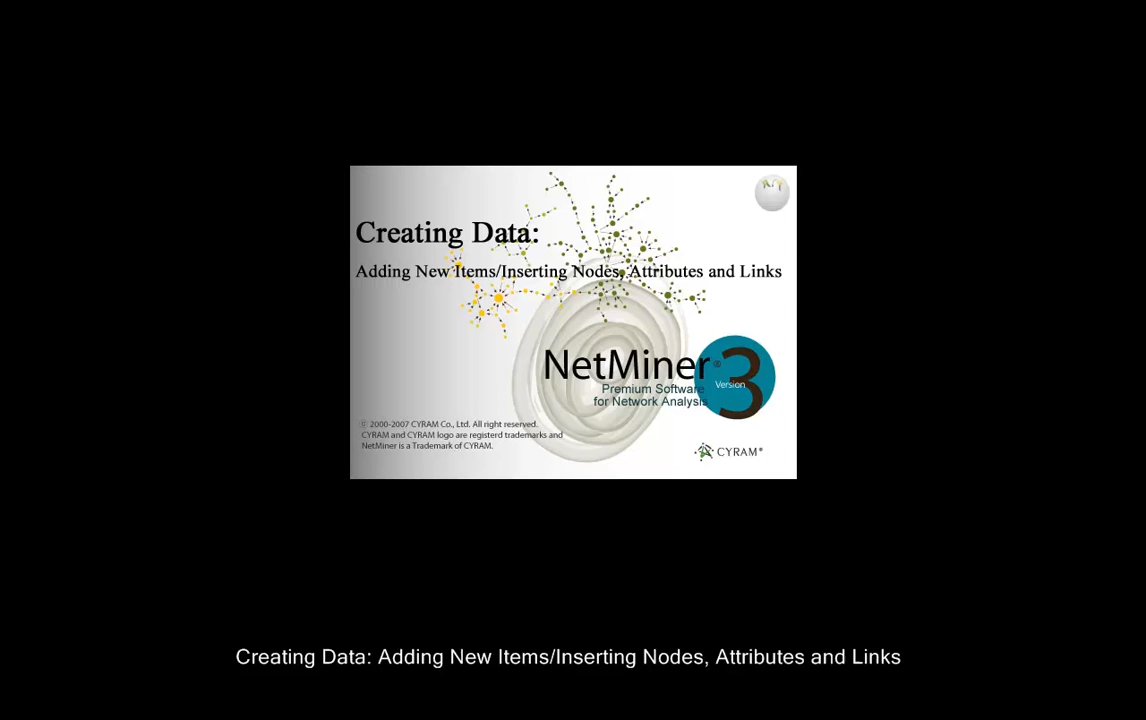 Creating Data:
Adding New Items/Inserting Nodes, Attributes and Links
NetMiner®
Version 3
Premium Software
for Network Analysis
© 2000-2007 CYRAM Co., Ltd. All right reserved.
CYRAM and CYRAM logo are registerd trademarks and
NetMiner is a Trademark of CYRAM.
CYRAM®
Creating Data: Adding New Items/Inserting Nodes, Attributes and Links